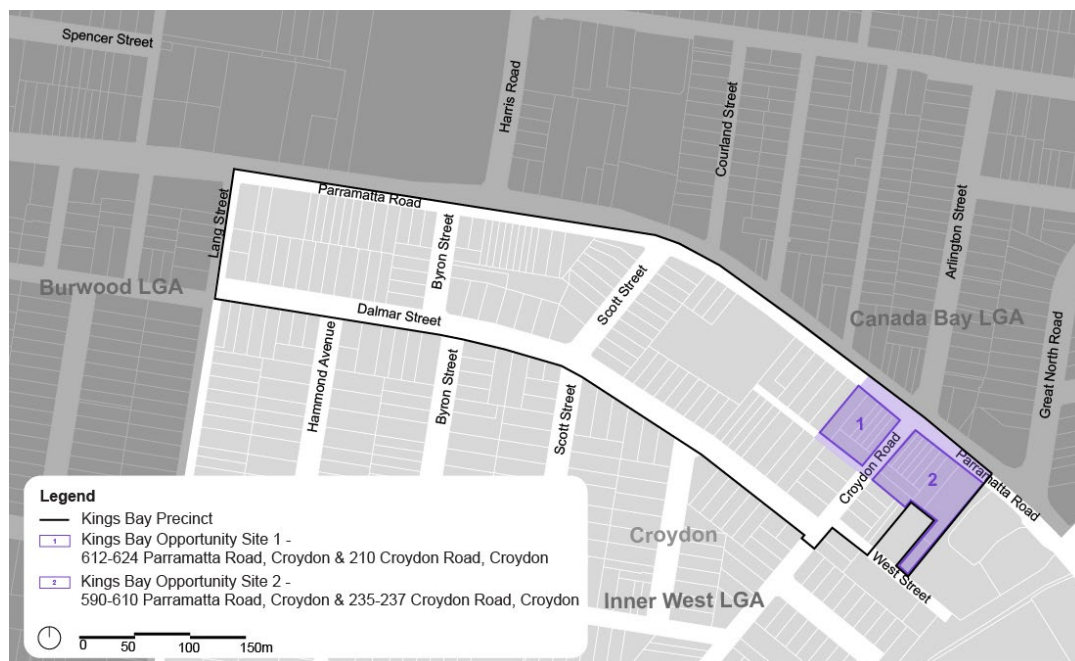 Spencer Street
Harris Road
Courland Street
Arlington Street
Great North Road
Lang Street
Parramatta Road
Byron Street
Scott Street
Burwood LGA
Dalmar Street
Canada Bay LGA
Hammond Avenue
Byron Street
Scott Street
1
Croydon Road
2
Parramatta Road
Croydon
West Street
Inner West LGA
Legend
Kings Bay Precinct
1 Kings Bay Opportunity Site 1 -
612-624 Parramatta Road, Croydon & 210 Croydon Road, Croydon
2 Kings Bay Opportunity Site 2 -
590-610 Parramatta Road, Croydon & 235-237 Croydon Road, Croydon
0 50 100 150m